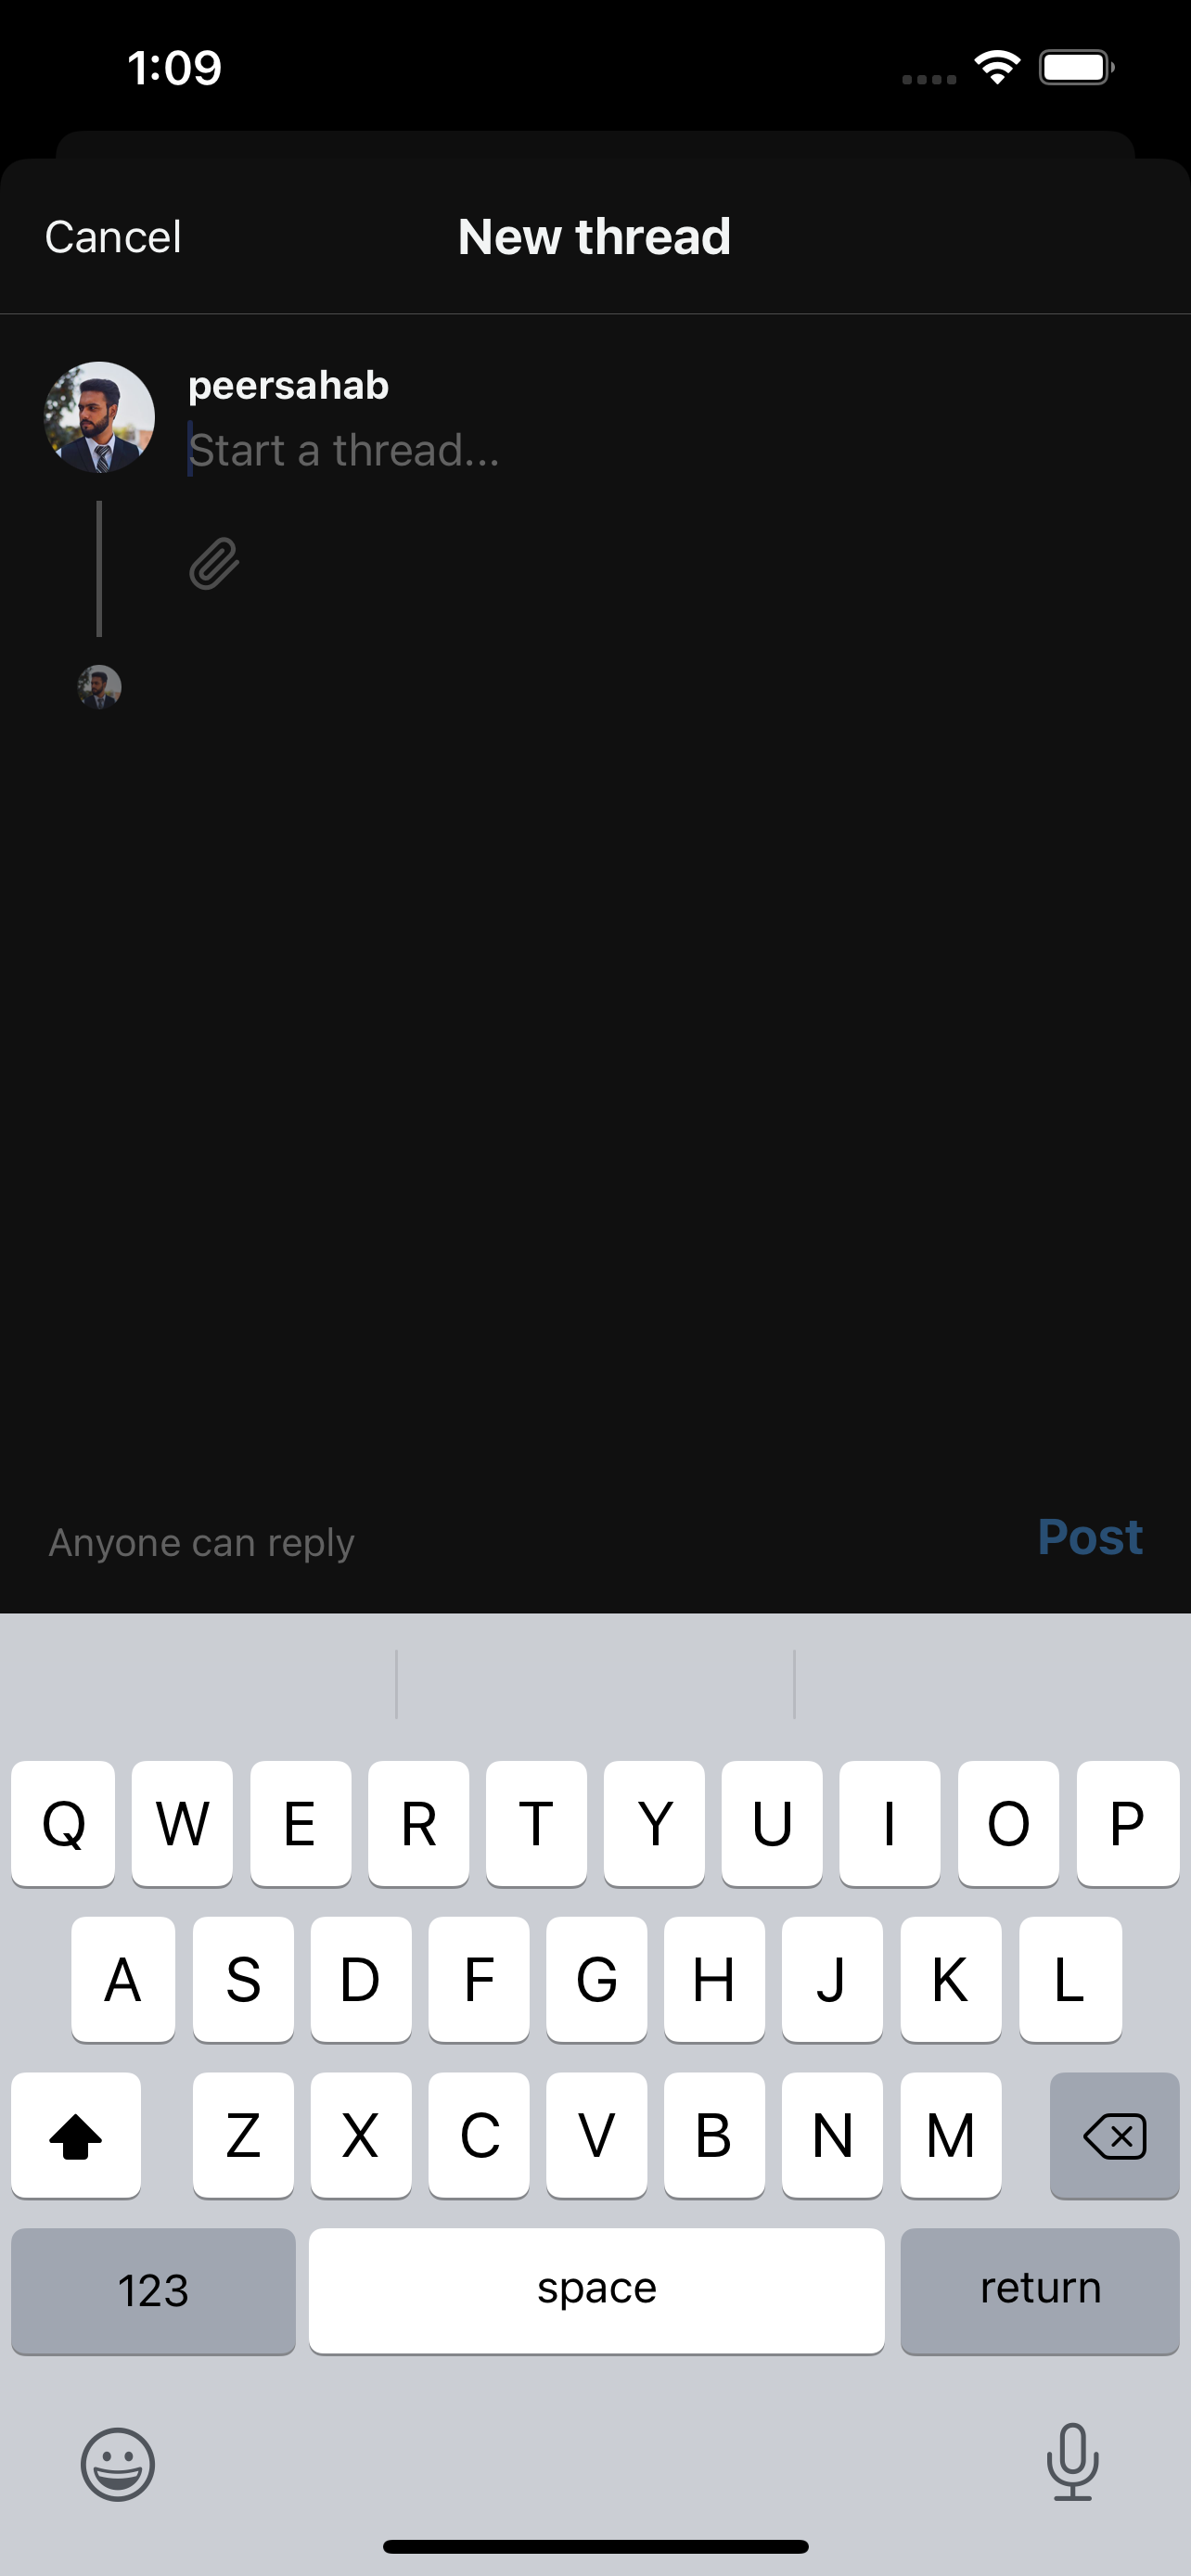 1:09
Cancel
New thread
peersahab
Start a thread...
Anyone can reply
Post
Q W E R T Y U I O P
A S D F G H J K L
Z X C V B N M
123 space return